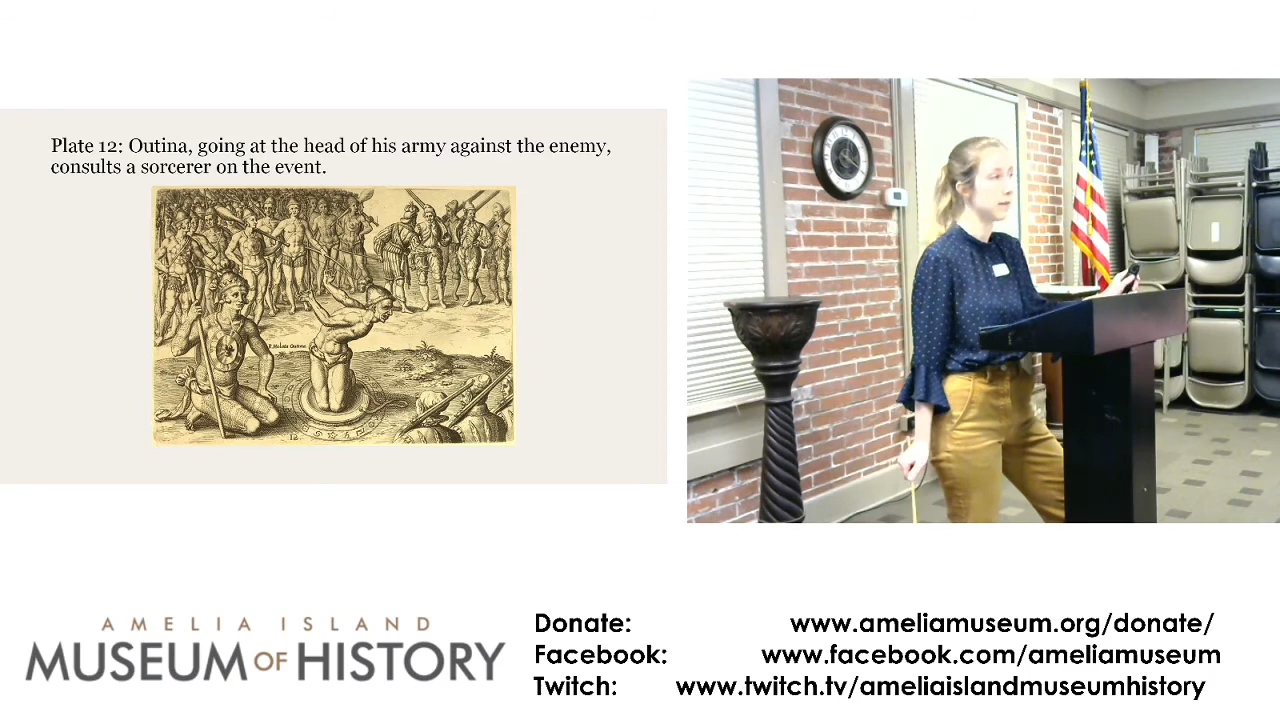 Plate 12: Outina, going at the head of his army against the enemy,
consults a sorcerer on the event.
12
AMELIA ISLAND
MUSEUM OF HISTORY
Donate: www.ameliamuseum.org/donate/
Facebook: www.facebook.com/ameliamuseum
Twitch: www.twitch.tv/ameliaislandmuseumhistory